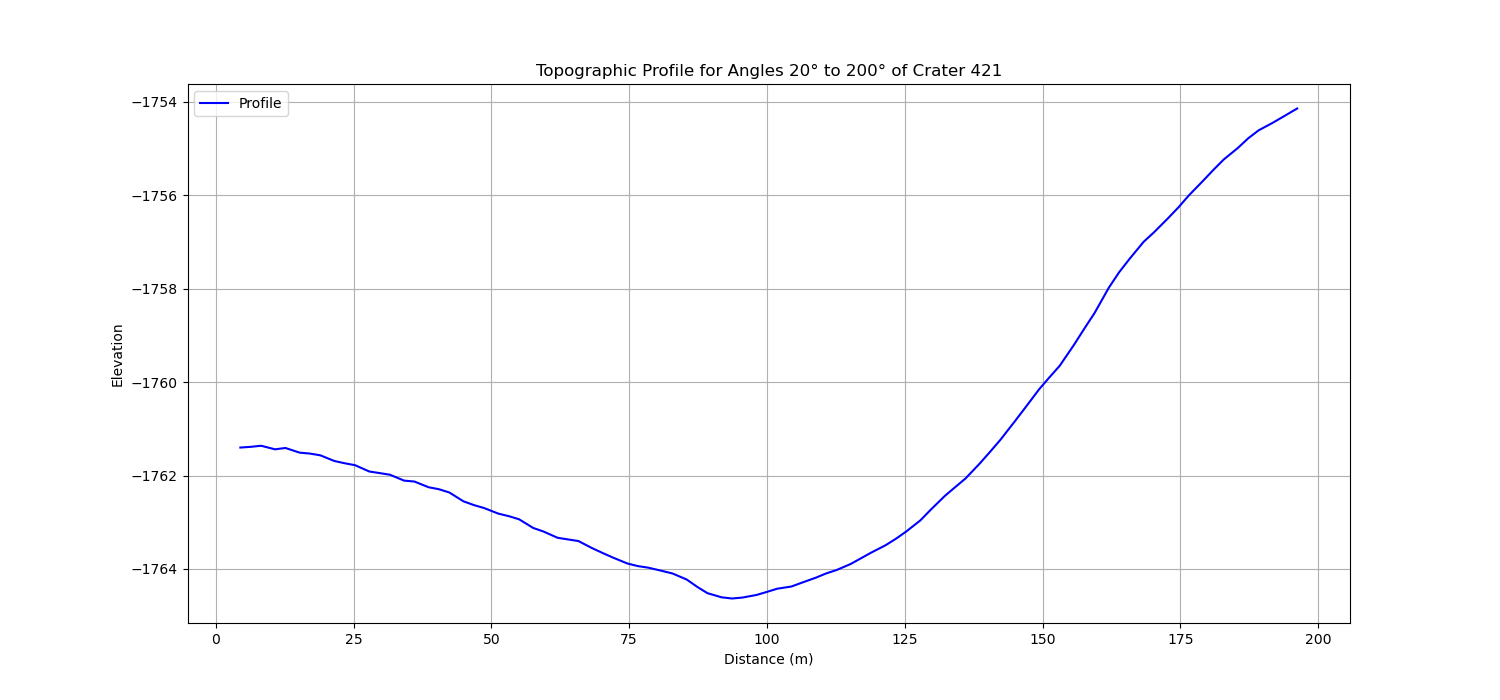 Topographic Profile for Angles 20° to 200° of Crater 421
Profile
−1754
−1756
−1758
−1760
−1762
−1764
Elevation
0 25 50 75 100 125 150 175 200
Distance (m)